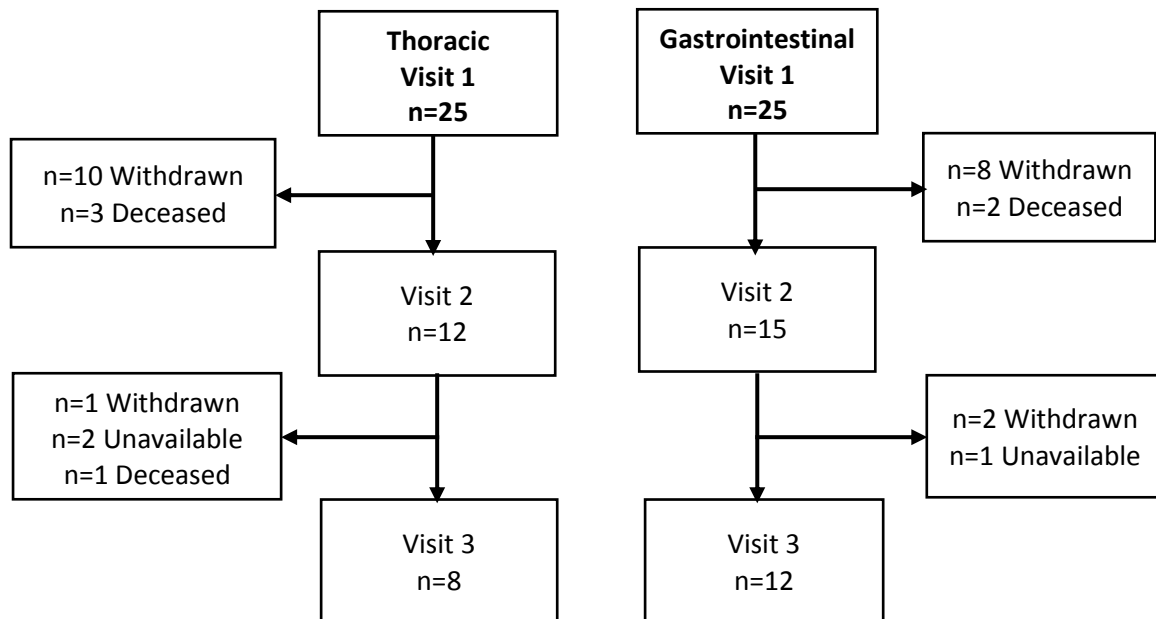 Thoracic
Visit 1
n=25
Gastrointestinal
Visit 1
n=25
n=10 Withdrawn
n=3 Deceased
n=8 Withdrawn
n=2 Deceased
Visit 2
n=12
Visit 2
n=15
n=1 Withdrawn
n=2 Unavailable
n=1 Deceased
n=2 Withdrawn
n=1 Unavailable
Visit 3
n=8
Visit 3
n=12